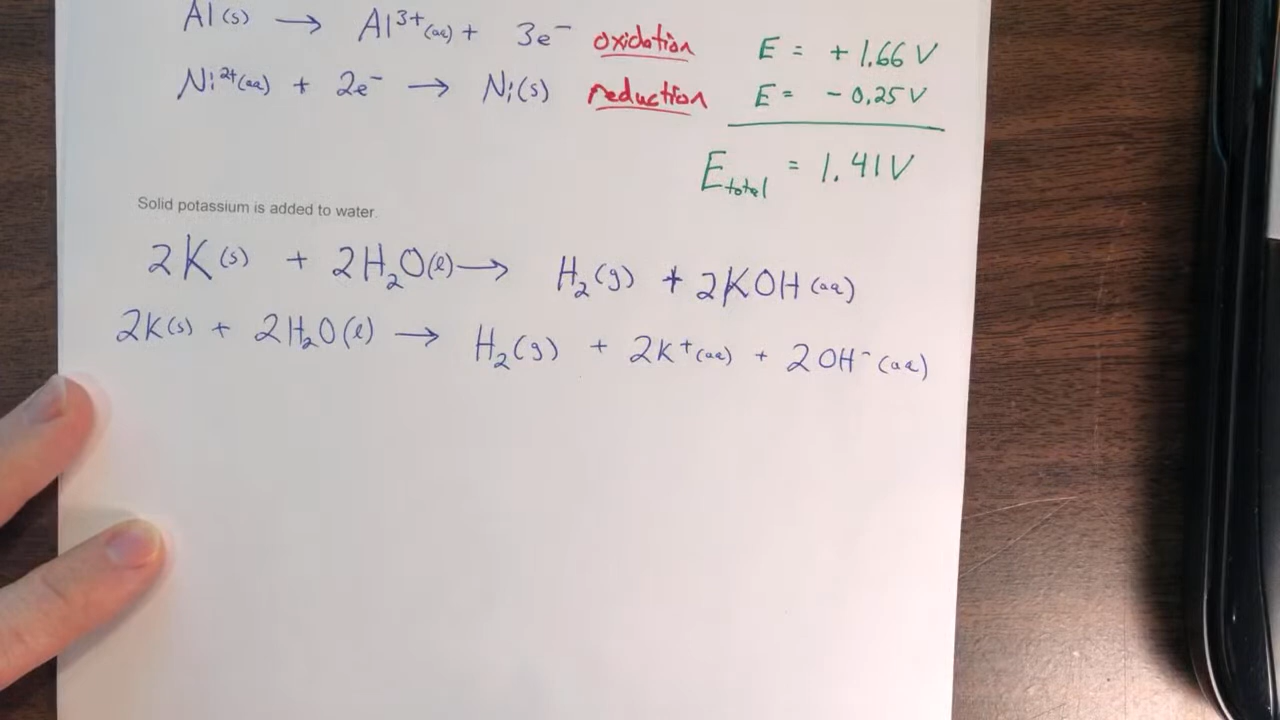 Al(s) → Al³⁺(aq) + 3e⁻ oxidation E = +1.66 V
Ni²⁺(aq) + 2e⁻ → Ni(s) reduction E = -0.25 V
E total = 1.41 V
Solid potassium is added to water.
2K(s) + 2H₂O(l) → H₂(g) + 2KOH(aq)
2K(s) + 2H₂O(l) → H₂(g) + 2K⁺(aq) + 2OH⁻(aq)